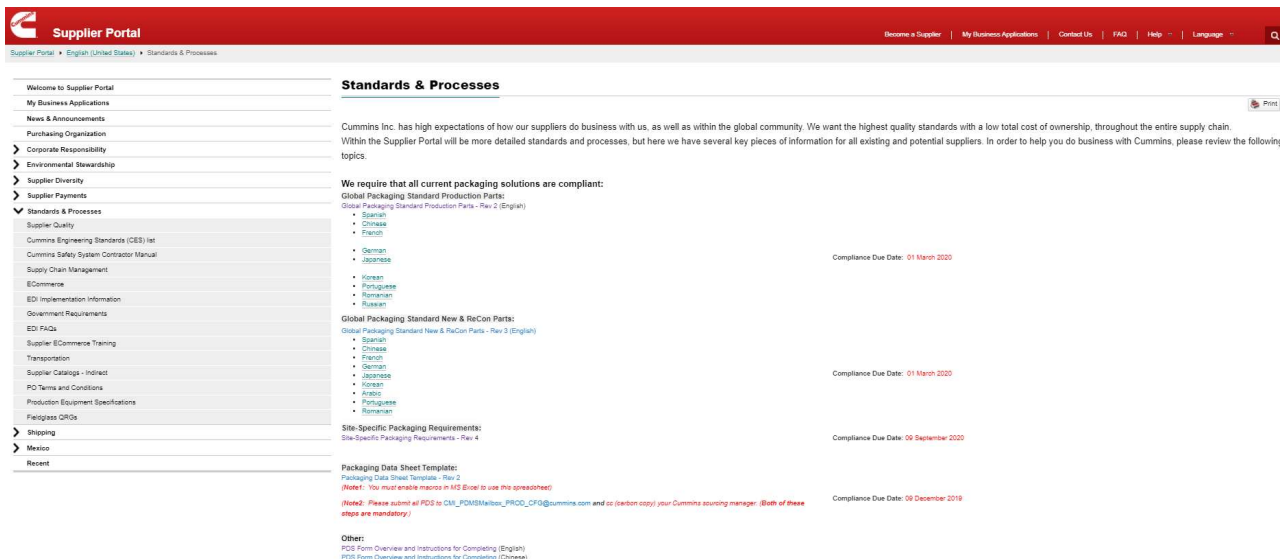 Cummins
Supplier Portal
Become a Supplier | My Business Applications | Contact Us | FAQ | Help | Language
Supplier Portal English (United States) Standards & Processes
Welcome to Supplier Portal
My Business Applications
News & Announcements
Purchasing Organization
Corporate Responsibility
Environmental Stewardship
Supplier Diversity
Supplier Payments
Standards & Processes
Supplier Quality
Cummins Engineering Standards (CES) list
Cummins Safety System Contractor Manual
Supply Chain Management
ECommerce
EDI Implementation Information
Government Requirements
EDI FAQs
Supplier ECommerce Training
Transportation
Supplier Catalogs - Indirect
PO Terms and Conditions
Production Equipment Specifications
Fieldglass QRGs
Shipping
Mexico
Recent
Standards & Processes
Print
Cummins Inc. has high expectations of how our suppliers do business with us, as well as within the global community. We want the highest quality standards with a low total cost of ownership, throughout the entire supply chain.
Within the Supplier Portal will be more detailed standards and processes, but here we have several key pieces of information for all existing and potential suppliers. In order to help you do business with Cummins, please review the following
topics.
We require that all current packaging solutions are compliant:
Global Packaging Standard Production Parts:
Global Packaging Standard Production Parts - Rev 2 (English)
• Spanish
• Chinese
• French
• German
• Japanese
Compliance Due Date: 01 March 2020
• Korean
• Portuguese
• Romanian
• Russian
Global Packaging Standard New & ReCon Parts:
Global Packaging Standard New & ReCon Parts - Rev 3 (English)
• Spanish
• Chinese
• French
• German
• Japanese
Compliance Due Date: 01 March 2020
• Korean
• Arabic
• Portuguese
• Romanian
Site-Specific Packaging Requirements:
Site-Specific Packaging Requirements - Rev 4
Compliance Due Date: 09 September 2020
Packaging Data Sheet Template:
Packaging Data Sheet Template - Rev 2
(Note1: You must enable macros in MS Excel to use this spreadsheet)
(Note2: Please submit all PDS to CMI_PDMSMailbox_PROD_CFG@cummins.com and cc (carbon copy) your Cummins sourcing manager. (Both of these
steps are mandatory.)
Compliance Due Date: 09 December 2019
Other:
PDS Form Overview and Instructions for Completing (English)
PDS Form Overview and Instructions for Completing (Chinese)